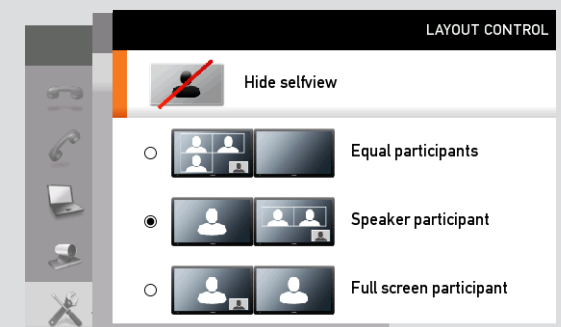 LAYOUT CONTROL
Hide selfview
Equal participants
Speaker participant
Full screen participant